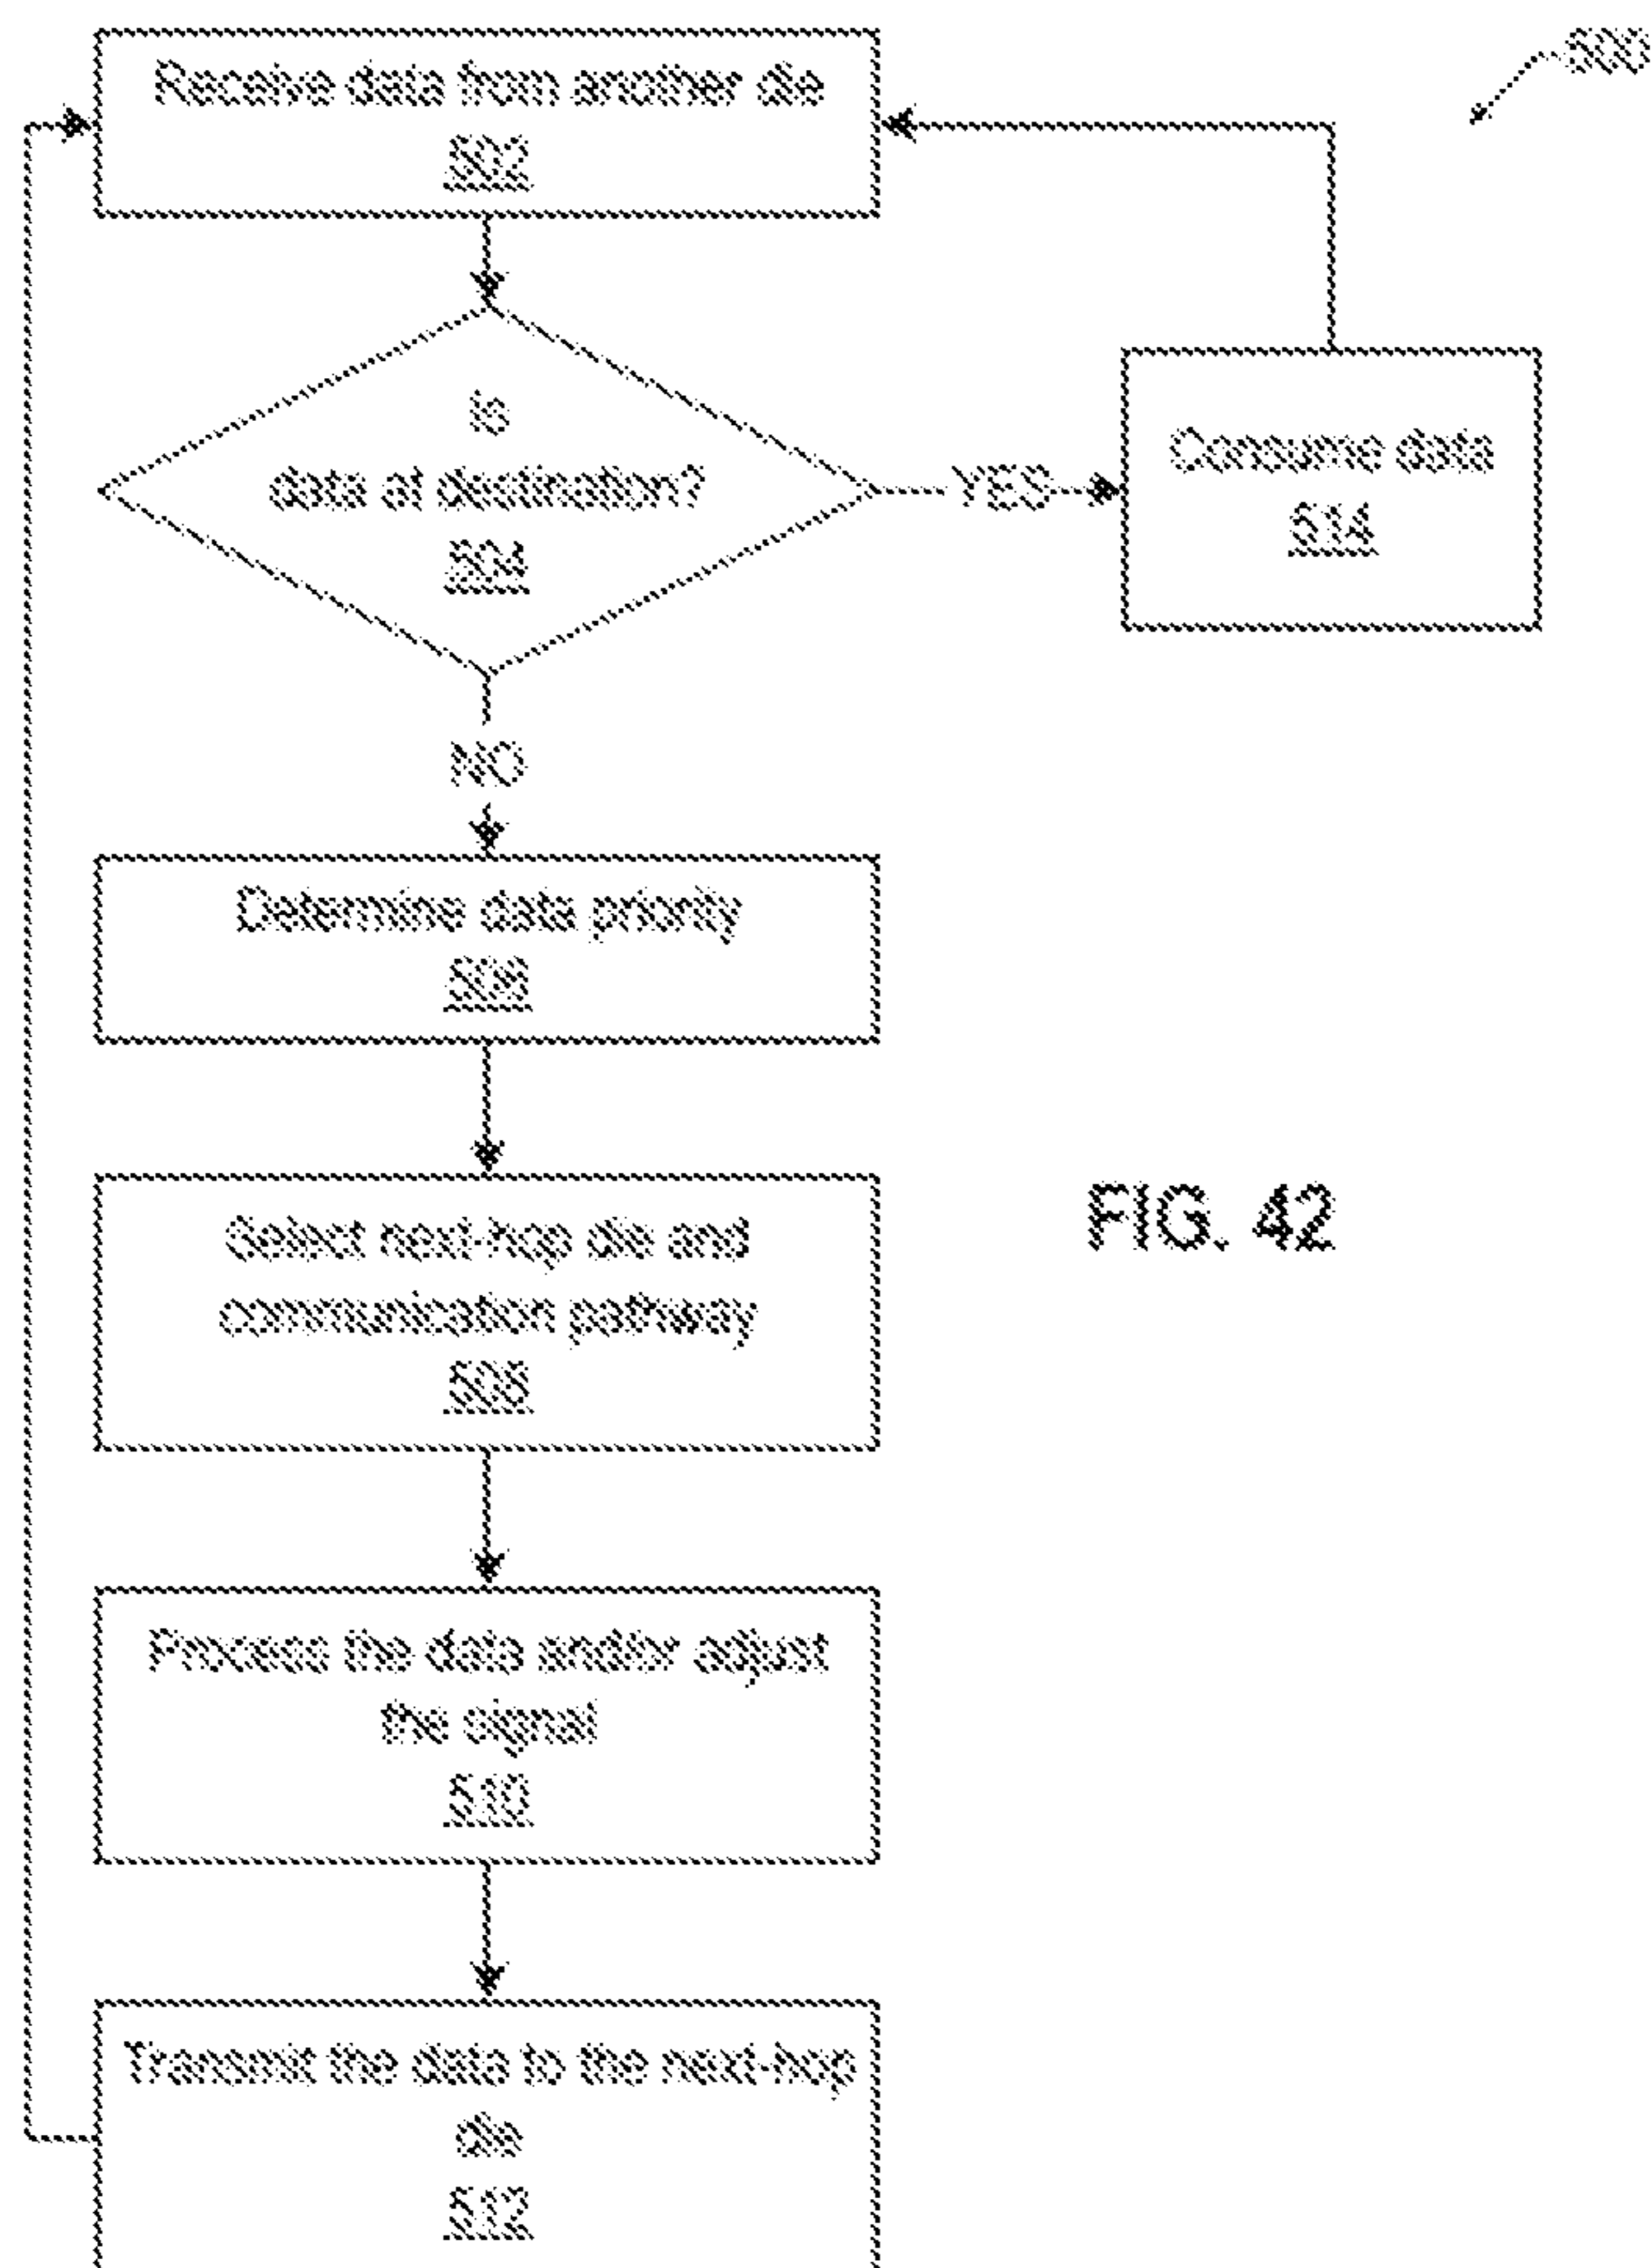 500
Receive data from another die
502
Is
data at destination?
504
YES
Consume data
514
NO
Determine data priority
506
Select next-hop die and
communication pathway
508
FIG. 42
Process the data and/or adjust
the signal
510
Transmit the data to the next-hop
die
512